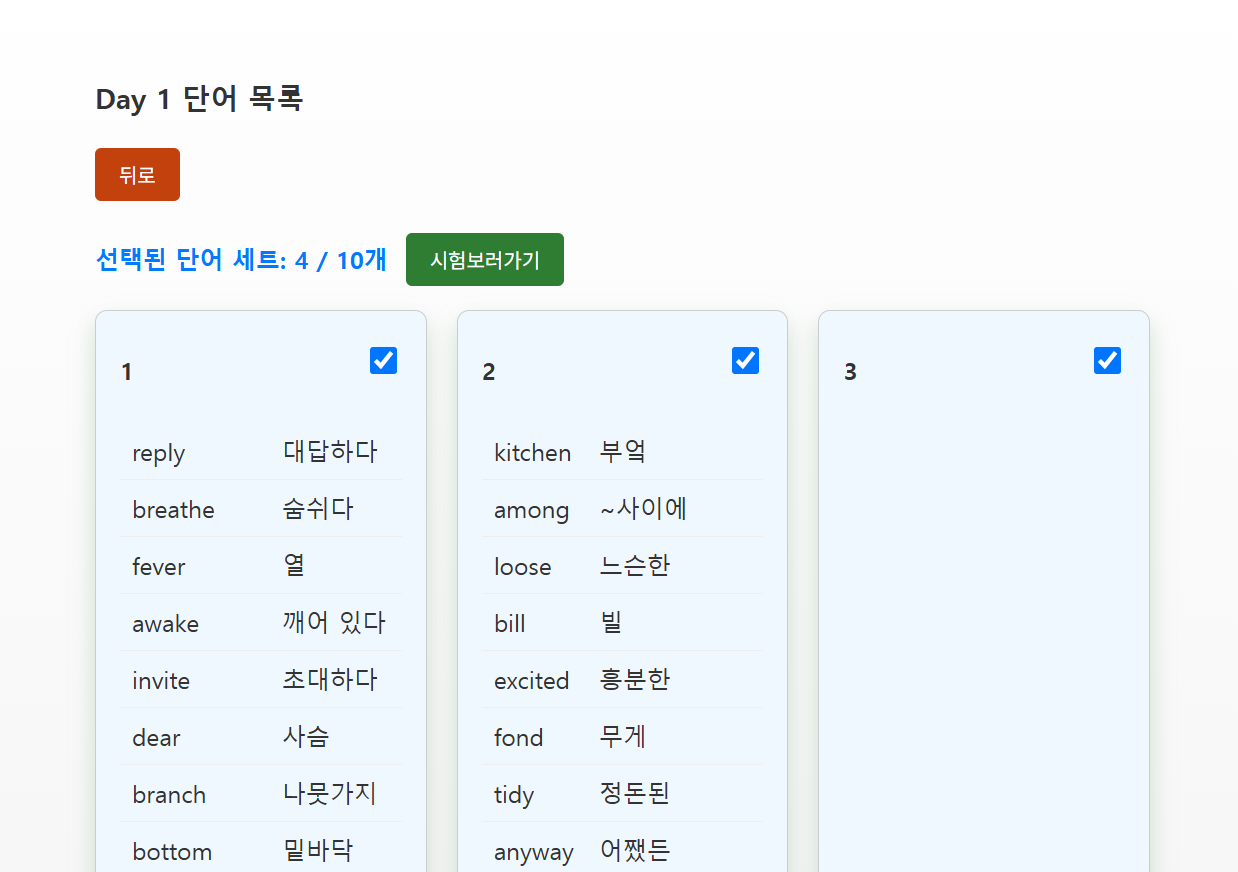 Day 1 단어 목록
뒤로
선택된 단어 세트: 4 / 10개 시험보러가기
1
reply 대답하다
breathe 숨쉬다
fever 열
awake 깨어 있다
invite 초대하다
dear 사슴
branch 나뭇가지
bottom 밑바닥
2
kitchen 부엌
among ~사이에
loose 느슨한
bill 빌
excited 흥분한
fond 무게
tidy 정돈된
anyway 어쨌든
3